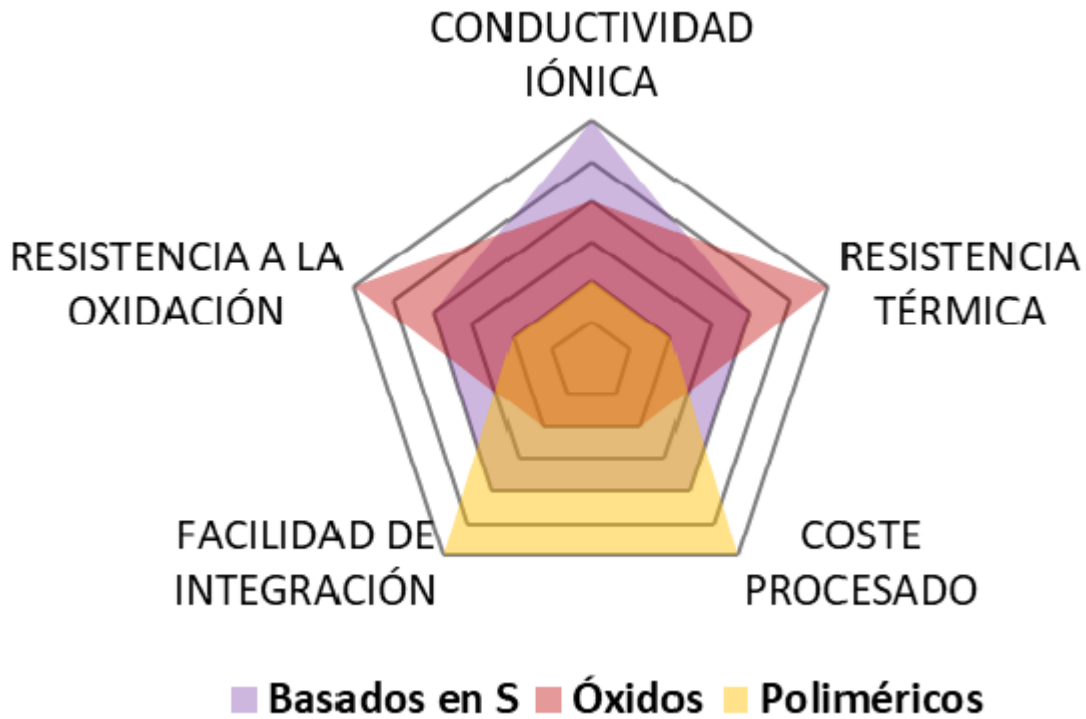 CONDUCTIVIDAD
IÓNICA
RESISTENCIA A LA
OXIDACIÓN
RESISTENCIA
TÉRMICA
FACILIDAD DE
INTEGRACIÓN
COSTE
PROCESADO
Basados en S Óxidos Poliméricos